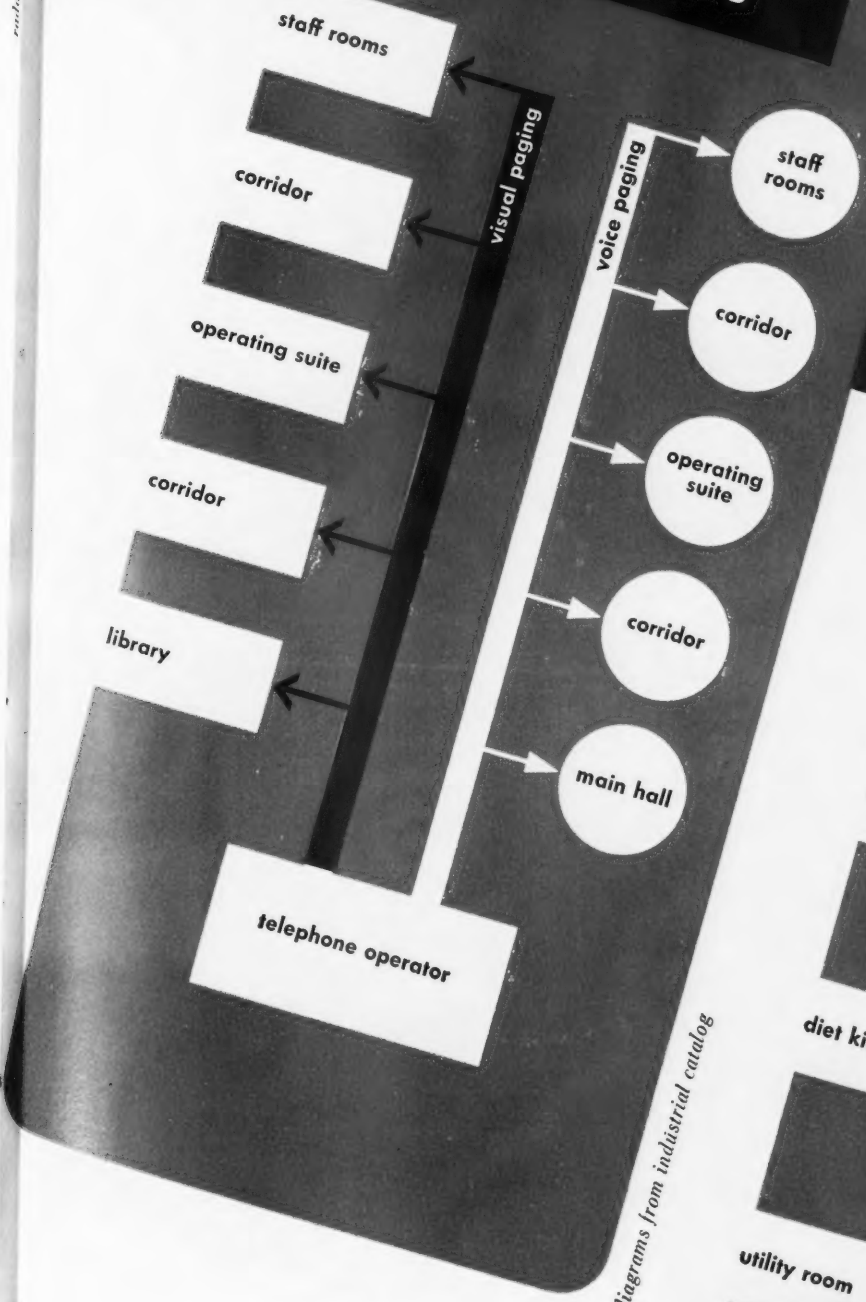 staff rooms
corridor
operating suite
corridor
library
visual paging
voice paging
staff
rooms
corridor
operating
suite
corridor
main hall
telephone operator
diagrams from industrial catalog
diet
utility room